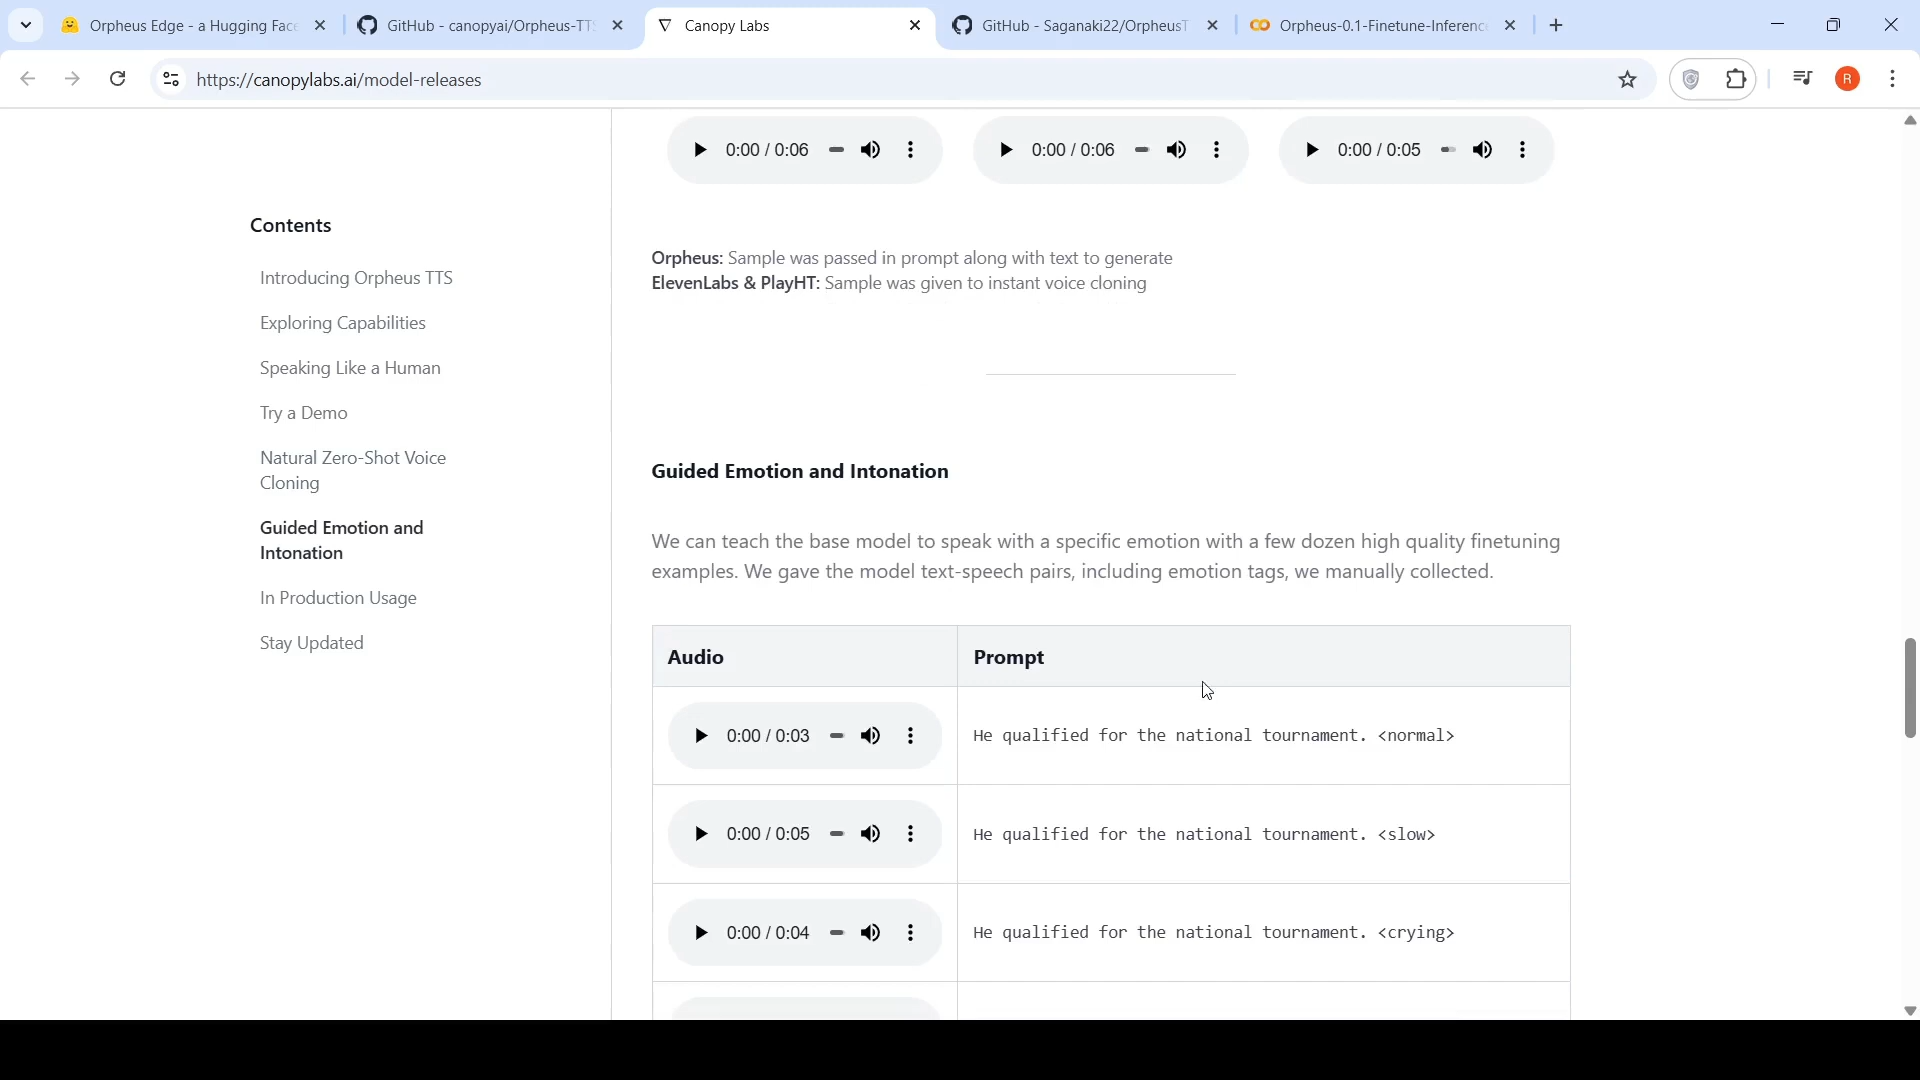 Orpheus Edge - a Hugging Face
GitHub - canopyai/Orpheus-TTS
Canopy Labs
GitHub - Saganaki22/OrpheusT
Orpheus-0.1-Finetune-Inference
https://canopylabs.ai/model-releases
R
0:00 / 0:06
0:00 / 0:06
0:00 / 0:05
Contents
Introducing Orpheus TTS
Exploring Capabilities
Speaking Like a Human
Try a Demo
Natural Zero-Shot Voice
Cloning
Guided Emotion and
Intonation
In Production Usage
Stay Updated
Orpheus: Sample was passed in prompt along with text to generate
ElevenLabs & PlayHT: Sample was given to instant voice cloning
Guided Emotion and Intonation
We can teach the base model to speak with a specific emotion with a few dozen high quality finetuning
examples. We gave the model text-speech pairs, including emotion tags, we manually collected.
Audio Prompt
0:00 / 0:03 He qualified for the national tournament. <normal>
0:00 / 0:05 He qualified for the national tournament. <slow>
0:00 / 0:04 He qualified for the national tournament. <crying>